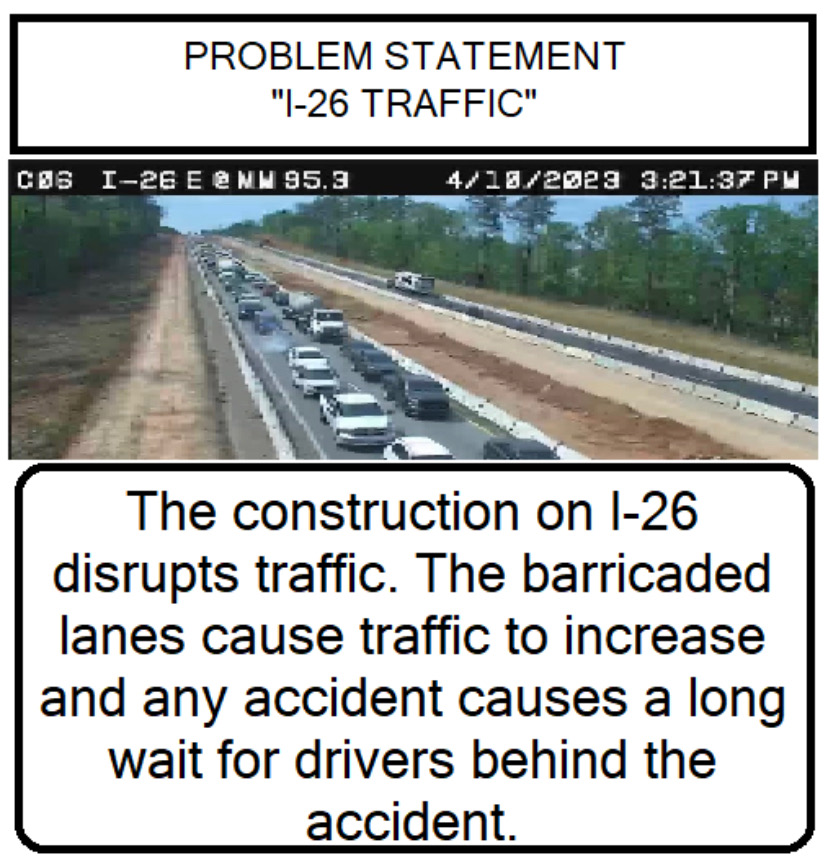 PROBLEM STATEMENT
"I-26 TRAFFIC"
C06 I-26 E @ MM 95.3 4/10/2023 3:21:37 PM
The construction on I-26
disrupts traffic. The barricaded
lanes cause traffic to increase
and any accident causes a long
wait for drivers behind the
accident.